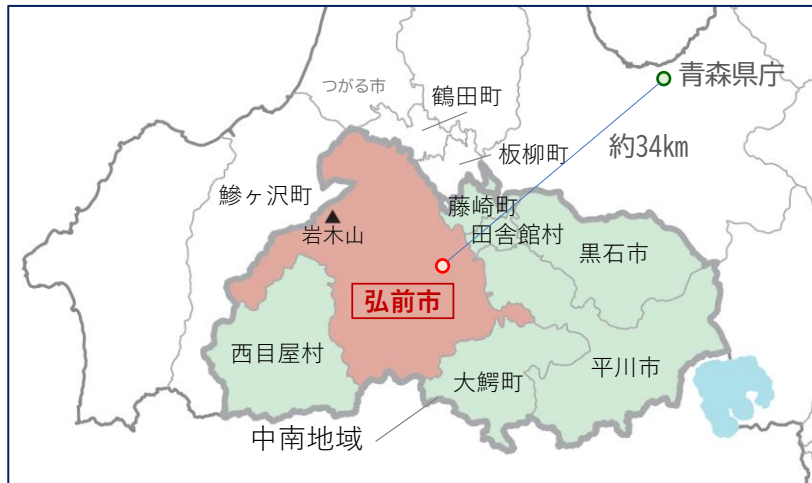 青森県庁
つがる市
鶴田町
約34km
板柳町
鰺ヶ沢町
藤崎町
岩木山
田舎館村
黒石市
弘前市
西目屋村
大鰐町
平川市
中南地域